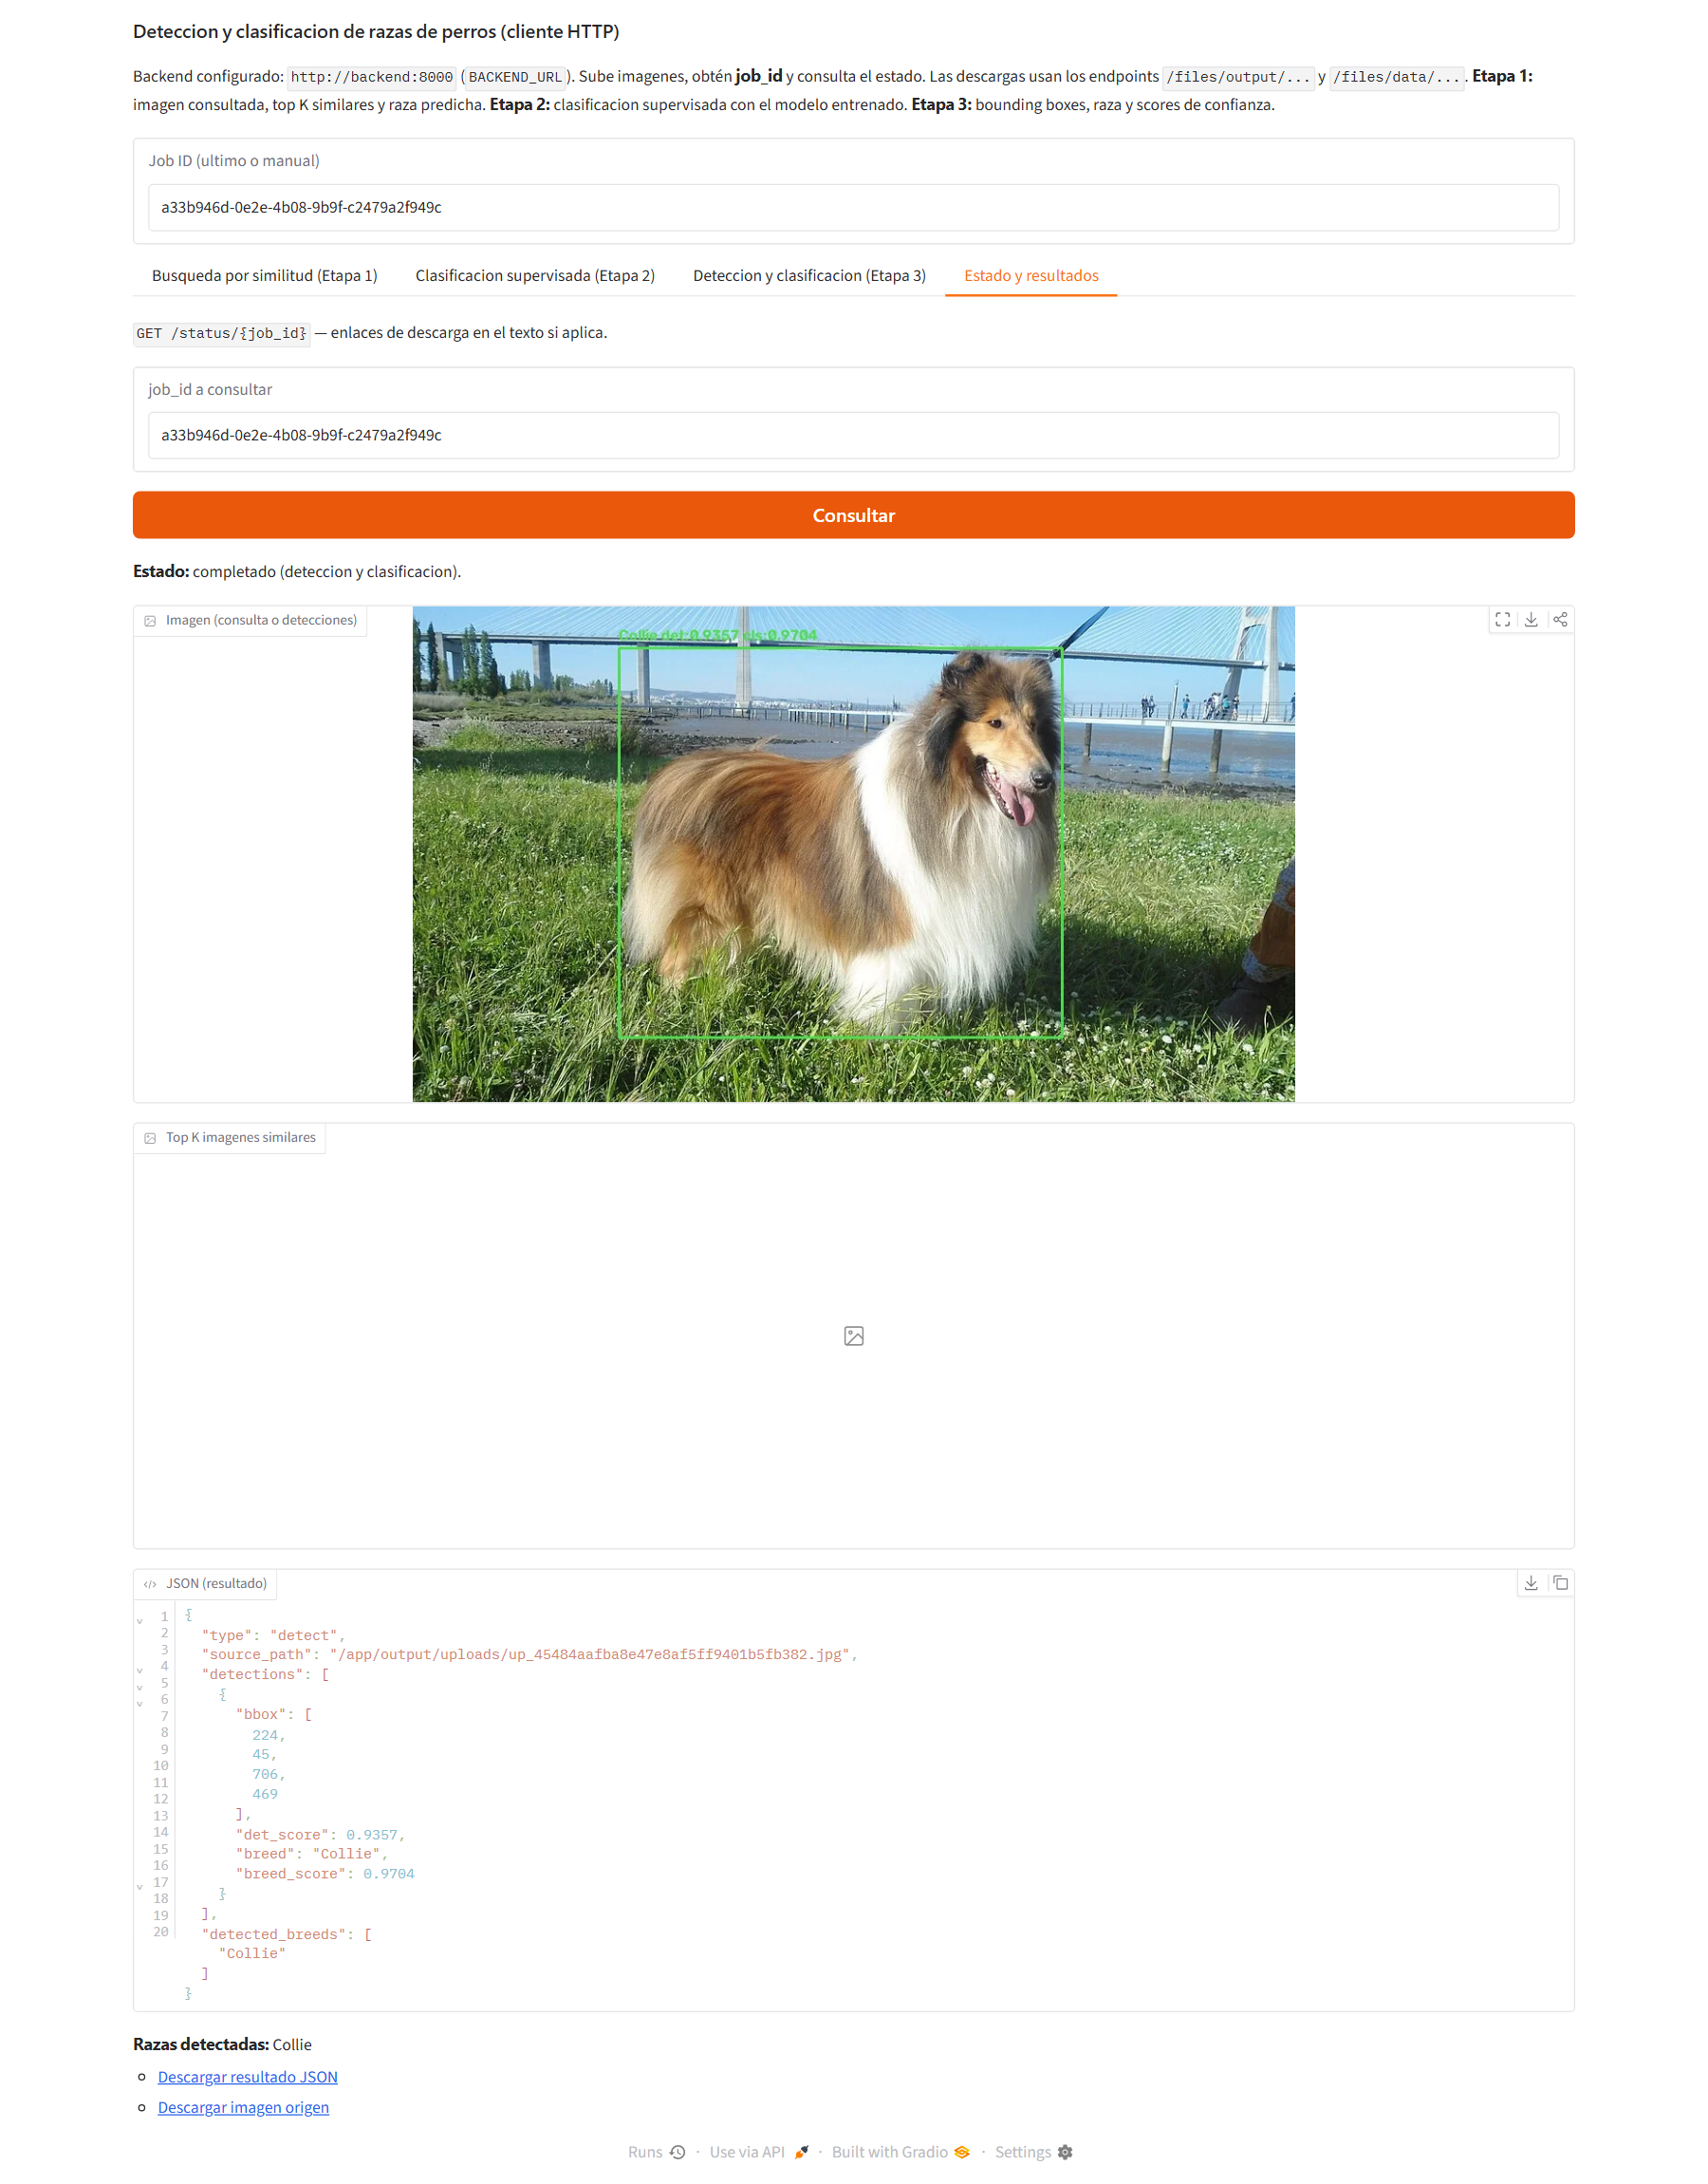 Deteccion y clasificacion de razas de perros (cliente HTTP)
Backend configurado: http://backend:8000 (BACKEND_URL). Sube imagenes, obtén job_id y consulta el estado. Las descargas usan los endpoints /files/output/... y /files/data/... . Etapa 1:
imagen consultada, top K similares y raza predicha. Etapa 2: clasificacion supervisada con el modelo entrenado. Etapa 3: bounding boxes, raza y scores de confianza.
Job ID (ultimo o manual)
a33b946d-0e2e-4b08-9b9f-c2479a2f949c
Busqueda por similitud (Etapa 1) Clasificacion supervisada (Etapa 2) Deteccion y clasificacion (Etapa 3) Estado y resultados
GET /status/{job_id} — enlaces de descarga en el texto si aplica.
job_id a consultar
a33b946d-0e2e-4b08-9b9f-c2479a2f949c
Consultar
Estado: completado (deteccion y clasificacion).
Imagen (consulta o detecciones)
Collie det:0.9357 cls:0.9704
Top K imagenes similares
JSON (resultado)
1 {
2 "type": "detect",
3 "source_path": "/app/output/uploads/up_45484aafba8e47e8af5ff9401b5fb382.jpg",
4 "detections": [
5 {
6 "bbox": [
7 224,
8 45,
9 706,
10 469
11 ],
12 "det_score": 0.9357,
13 "breed": "Collie",
14 "breed_score": 0.9704
15 }
16 ],
17 "detected_breeds": [
18 "Collie"
19 ]
20 }
Razas detectadas: Collie
Descargar resultado JSON
Descargar imagen origen
Runs · Use via API · Built with Gradio · Settings